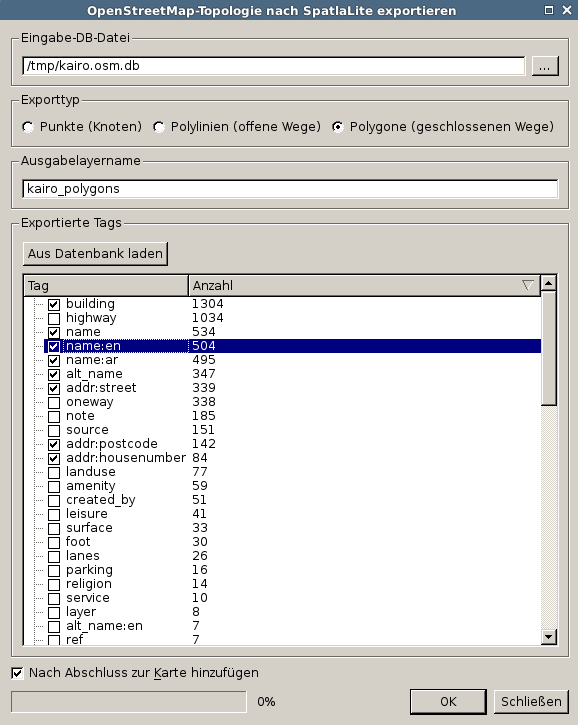 OpenStreetMap-Topologie nach SpatiaLite exportieren
Eingabe-DB-Datei
/tmp/kairo.osm.db ...
Exporttyp
Punkte (Knoten) Polylinien (offene Wege) Polygone (geschlossenen Wege)
Ausgabelayername
kairo_polygons
Exportierte Tags
Aus Datenbank laden
Tag Anzahl
building 1304
highway 1034
name 534
name:en 504
name:ar 495
alt_name 347
addr:street 339
oneway 338
note 185
source 151
addr:postcode 142
addr:housenumber 84
landuse 77
amenity 59
created_by 51
leisure 41
surface 33
foot 30
lanes 26
parking 16
religion 14
service 10
layer 8
alt_name:en 7
ref 7
Nach Abschluss zur Karte hinzufügen
0% OK Schließen